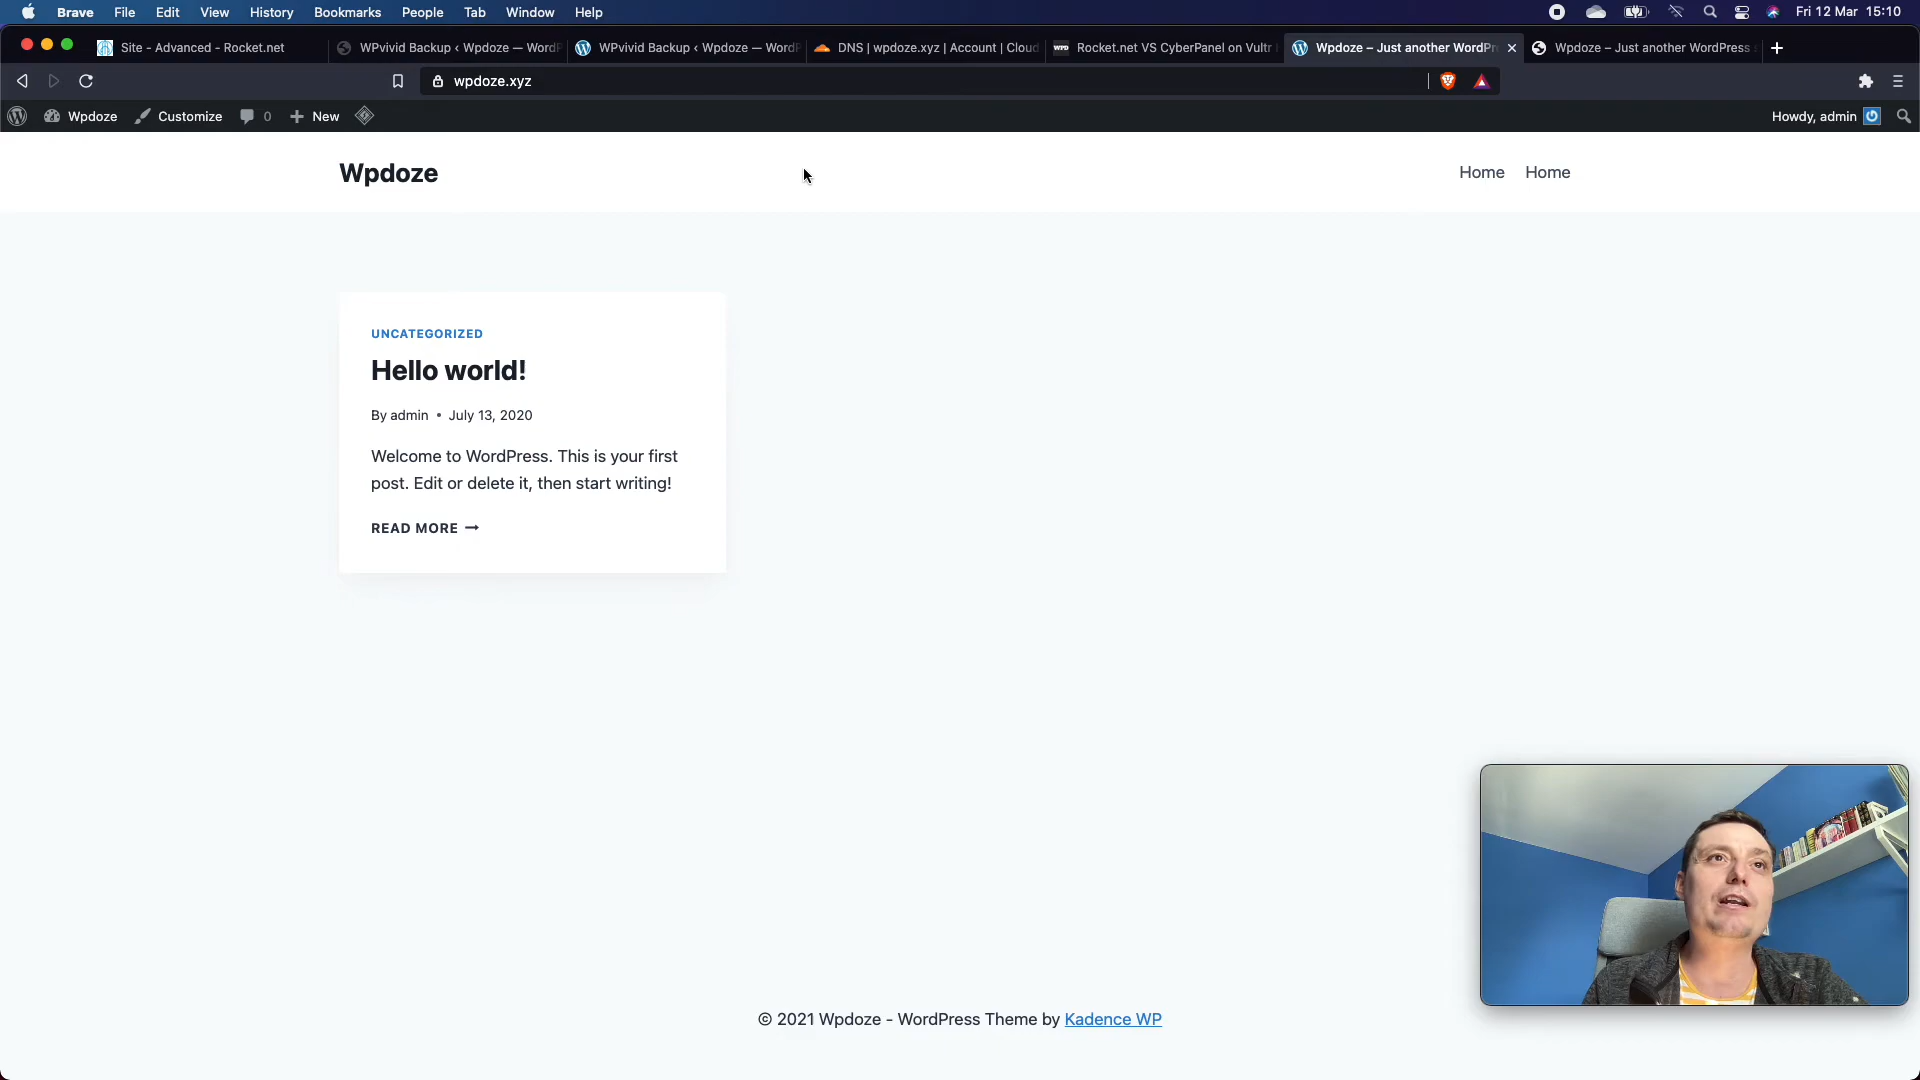 Brave File Edit View History Bookmarks People Tab Window Help Fri 12 Mar 15:10
Site - Advanced - Rocket.net WPvivid Backup ‹ Wpdoze — WordP WPvivid Backup ‹ Wpdoze — WordP DNS | wpdoze.xyz | Account | Cloud WPD Rocket.net VS CyberPanel on Vultr Wpdoze – Just another WordPr Wpdoze – Just another WordPress
wpdoze.xyz
Wpdoze Customize 0 New Howdy, admin
Wpdoze Home Home
UNCATEGORIZED
Hello world!
By admin • July 13, 2020
Welcome to WordPress. This is your first
post. Edit or delete it, then start writing!
READ MORE →
© 2021 Wpdoze - WordPress Theme by Kadence WP